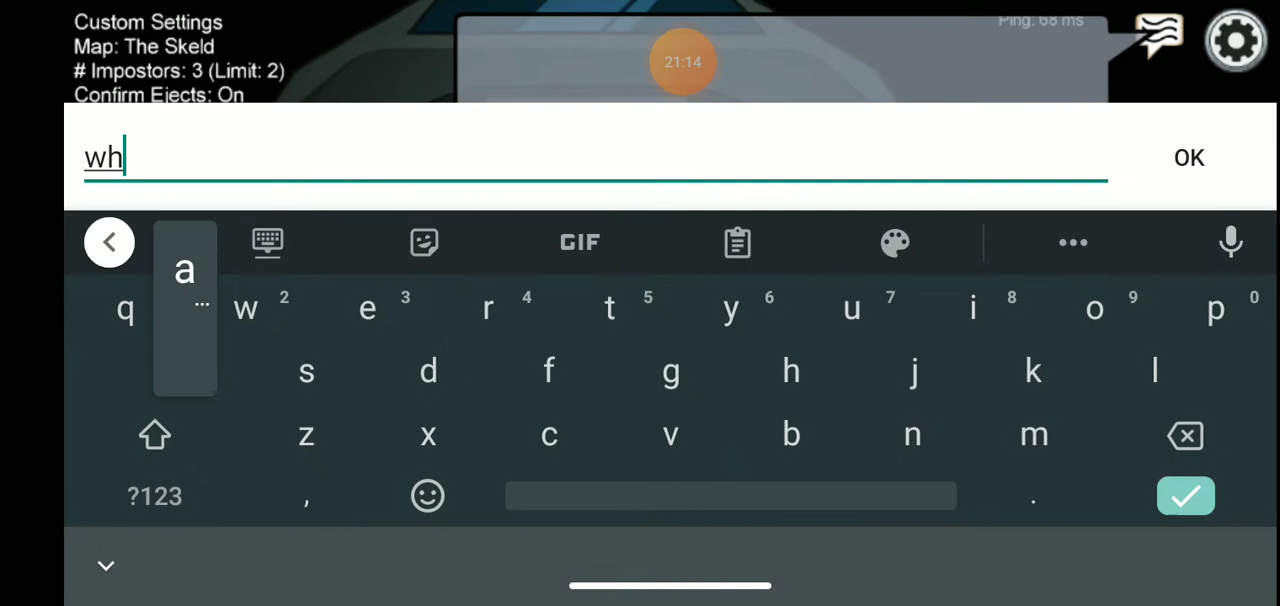 Custom Settings
Map: The Skeld
# Impostors: 3 (Limit: 2)
Confirm Ejects: On
Ping: 68 ms
21:14
wh
OK
a
...
GIF
q w 2 e 3 r 4 t 5 y 6 u 7 i 8 o 9 p 0
s d f g h j k l
z x c v b n m
?123 , .